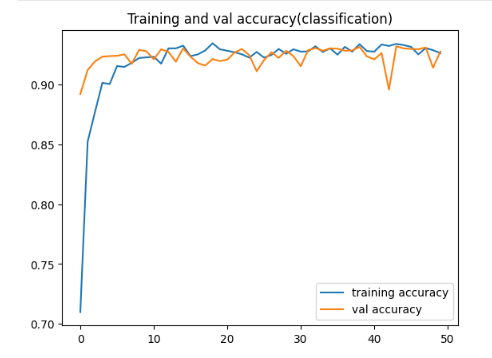 Training and val accuracy(classification)
0.90
0.85
0.80
0.75
0.70
training accuracy
val accuracy
0 10 20 30 40 50